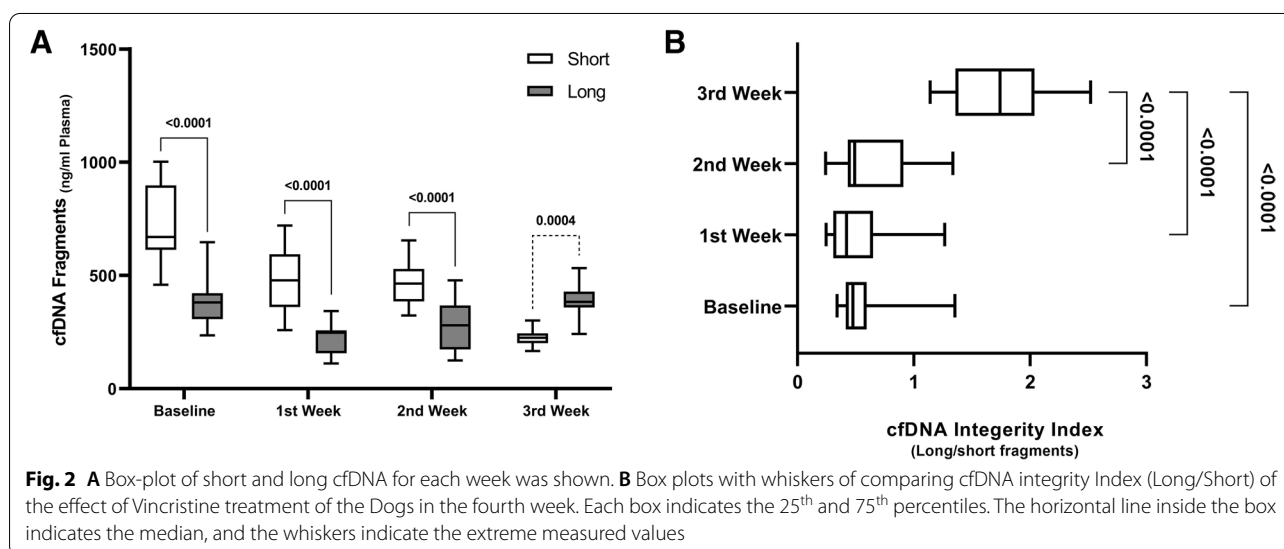 A
1500
1000
500
0
cfDNA Fragments (ng/ml Plasma)
Short
Long
<0.0001
<0.0001
<0.0001
0.0004
Baseline
1st Week
2nd Week
3rd Week
B
3rd Week
2nd Week
1st Week
Baseline
<0.0001
<0.0001
<0.0001
0
1
2
3
cfDNA Integerity Index
(Long/short fragments)
Fig. 2 A Box-plot of short and long cfDNA for each week was shown. B Box plots with whiskers of comparing cfDNA integrity Index (Long/Short) of
the effect of Vincristine treatment of the Dogs in the fourth week. Each box indicates the 25th and 75th percentiles. The horizontal line inside the box
indicates the median, and the whiskers indicate the extreme measured values